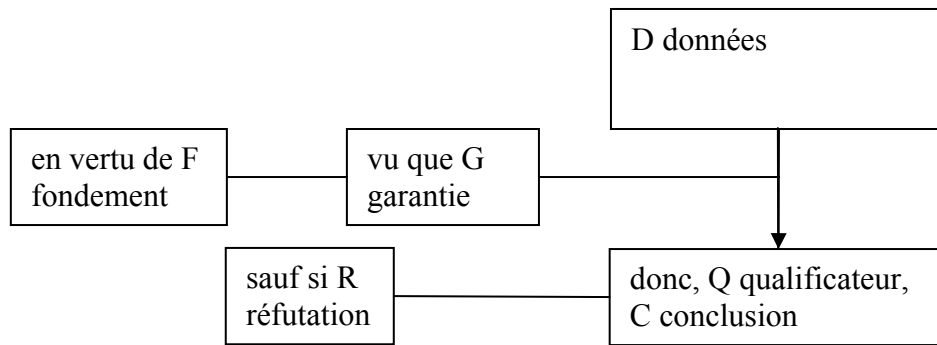 D données
en vertu de F
fondement
vu que G
garantie
sauf si R
réfutation
donc, Q qualificateur,
C conclusion